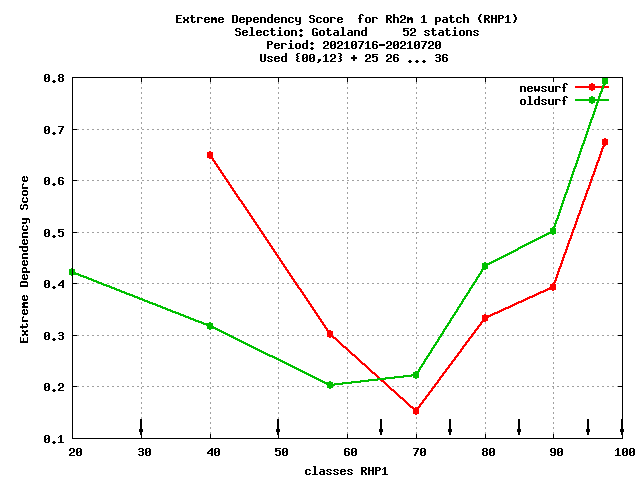 Extreme Dependency Score  for Rh2m 1 patch (RHP1)
Selection: Gotaland     52 stations
Period: 20210716-20210720
Used {00,12} + 25 26 ... 36
newsurf
oldsurf
Extreme Dependency Score
0.8
0.7
0.6
0.5
0.4
0.3
0.2
0.1
20 30 40 50 60 70 80 90 100
classes RHP1